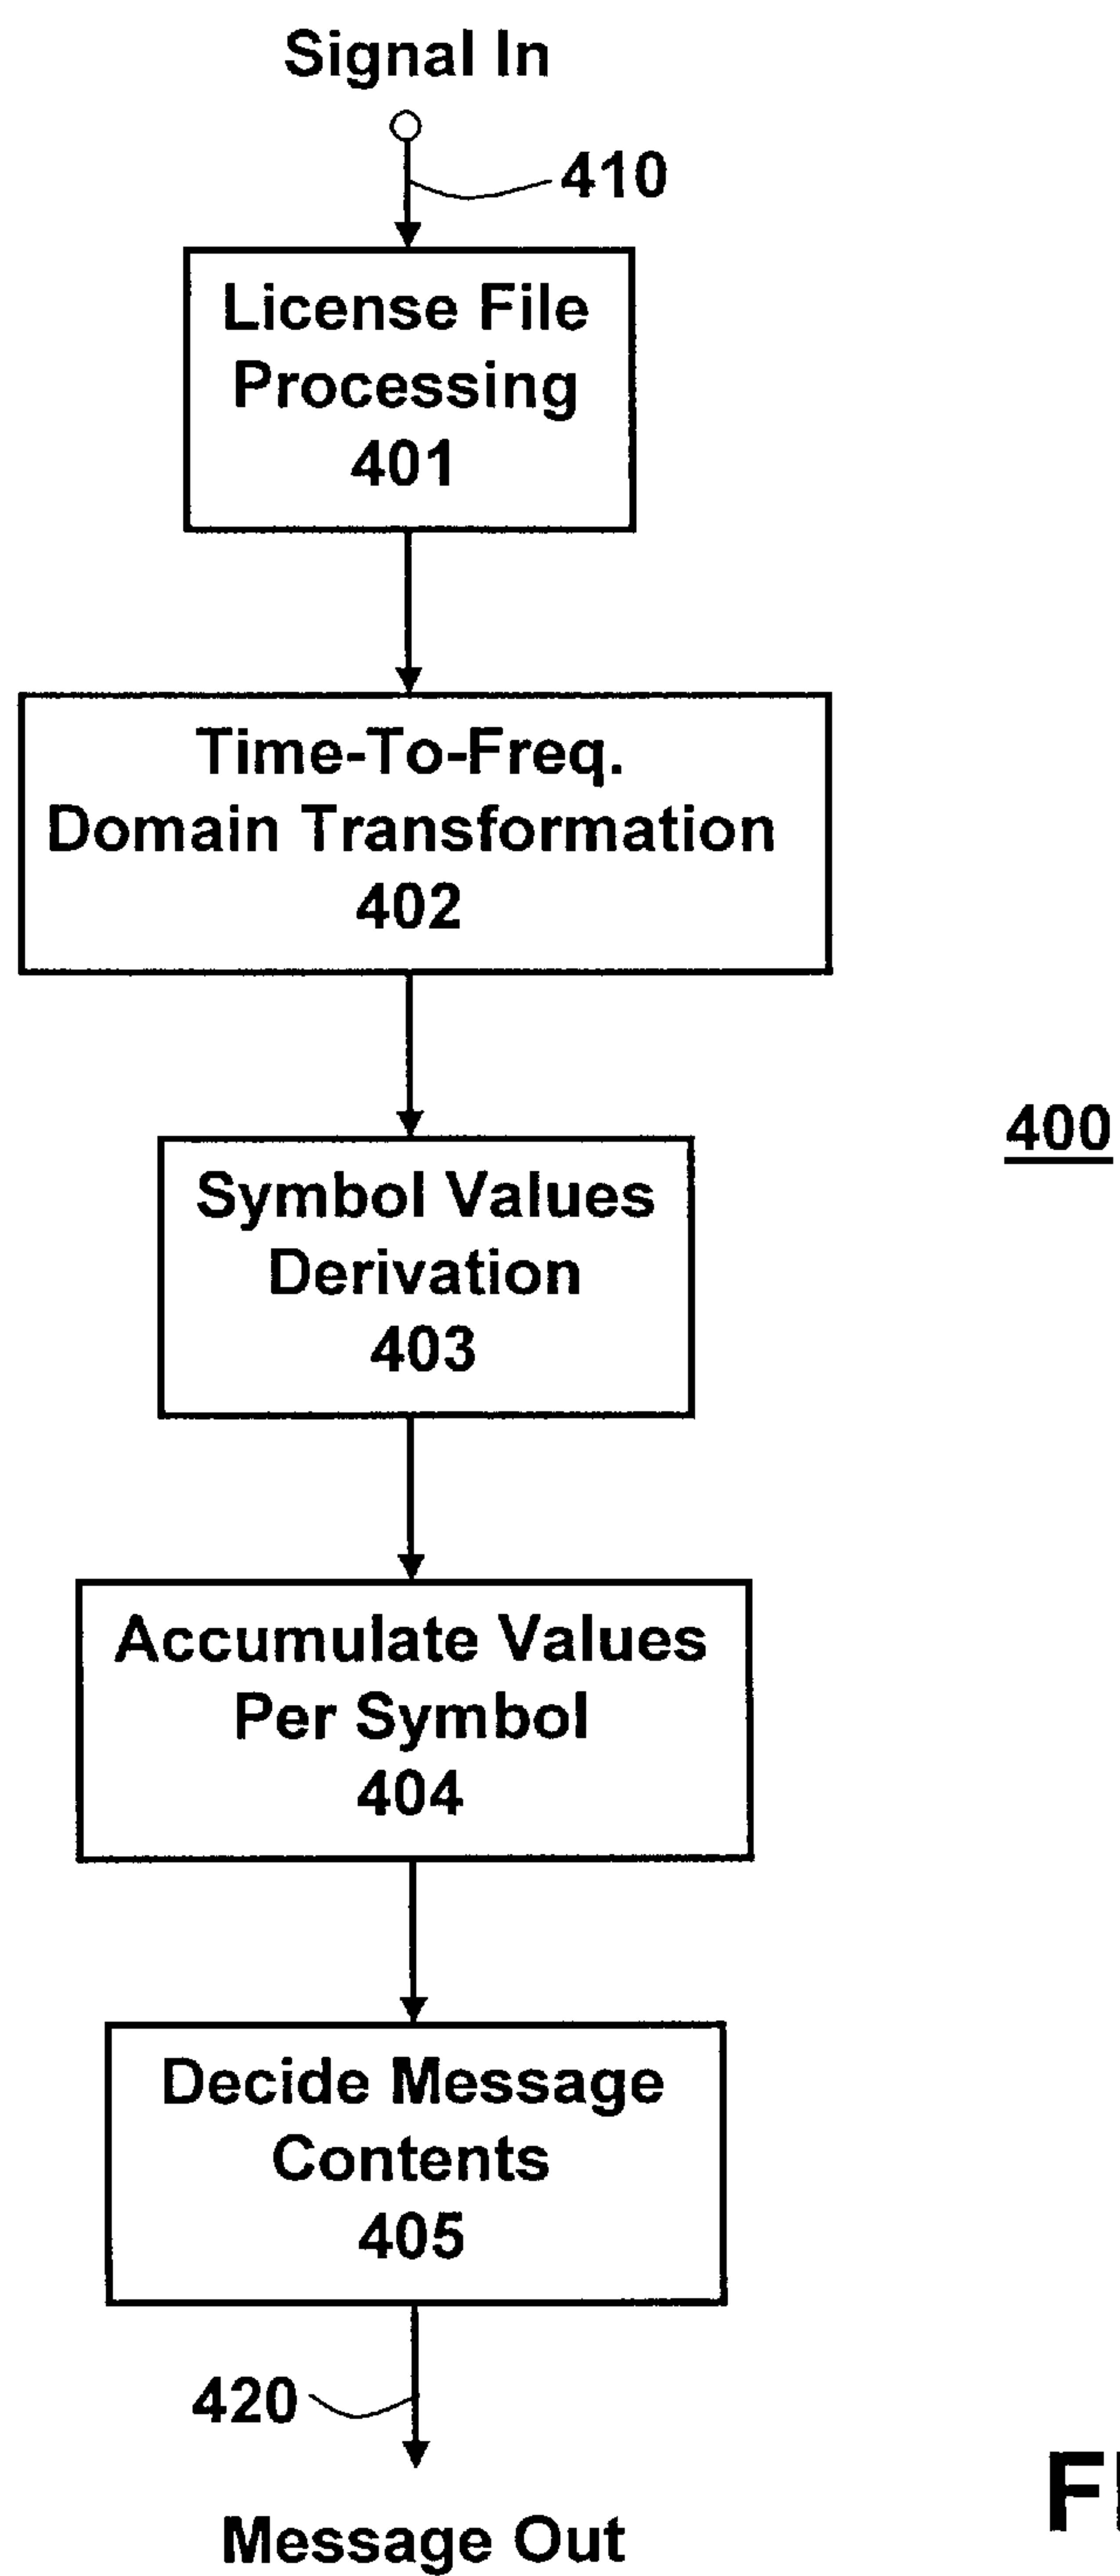 Signal In
410
License File
Processing
401
Time-To-Freq.
Domain Transformation
402
Symbol Values
Derivation
403
400
Accumulate Values
Per Symbol
404
Decide Message
Contents
405
420
Message Out